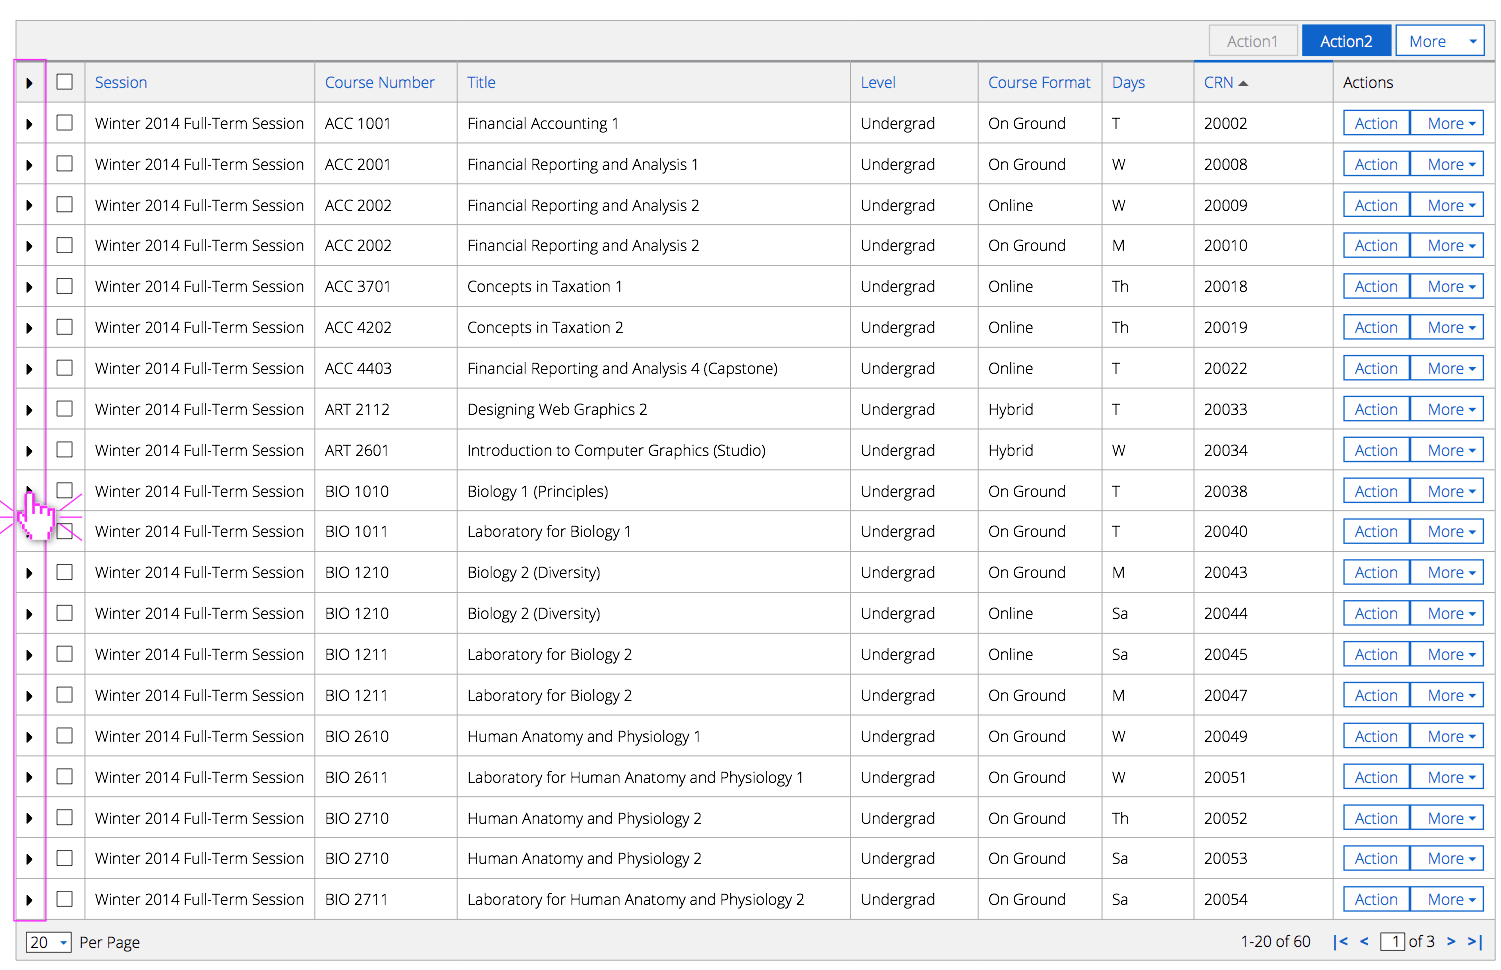 Action1 Action2 More
Session Course Number Title Level Course Format Days CRN Actions
Winter 2014 Full-Term Session ACC 1001 Financial Accounting 1 Undergrad On Ground T 20002 Action More
Winter 2014 Full-Term Session ACC 2001 Financial Reporting and Analysis 1 Undergrad On Ground W 20008 Action More
Winter 2014 Full-Term Session ACC 2002 Financial Reporting and Analysis 2 Undergrad Online W 20009 Action More
Winter 2014 Full-Term Session ACC 2002 Financial Reporting and Analysis 2 Undergrad On Ground M 20010 Action More
Winter 2014 Full-Term Session ACC 3701 Concepts in Taxation 1 Undergrad Online Th 20018 Action More
Winter 2014 Full-Term Session ACC 4202 Concepts in Taxation 2 Undergrad Online Th 20019 Action More
Winter 2014 Full-Term Session ACC 4403 Financial Reporting and Analysis 4 (Capstone) Undergrad Online T 20022 Action More
Winter 2014 Full-Term Session ART 2112 Designing Web Graphics 2 Undergrad Hybrid T 20033 Action More
Winter 2014 Full-Term Session ART 2601 Introduction to Computer Graphics (Studio) Undergrad Hybrid W 20034 Action More
Winter 2014 Full-Term Session BIO 1010 Biology 1 (Principles) Undergrad On Ground T 20038 Action More
Winter 2014 Full-Term Session BIO 1011 Laboratory for Biology 1 Undergrad On Ground T 20040 Action More
Winter 2014 Full-Term Session BIO 1210 Biology 2 (Diversity) Undergrad On Ground M 20043 Action More
Winter 2014 Full-Term Session BIO 1210 Biology 2 (Diversity) Undergrad Online Sa 20044 Action More
Winter 2014 Full-Term Session BIO 1211 Laboratory for Biology 2 Undergrad Online Sa 20045 Action More
Winter 2014 Full-Term Session BIO 1211 Laboratory for Biology 2 Undergrad On Ground M 20047 Action More
Winter 2014 Full-Term Session BIO 2610 Human Anatomy and Physiology 1 Undergrad On Ground W 20049 Action More
Winter 2014 Full-Term Session BIO 2611 Laboratory for Human Anatomy and Physiology 1 Undergrad On Ground W 20051 Action More
Winter 2014 Full-Term Session BIO 2710 Human Anatomy and Physiology 2 Undergrad On Ground Th 20052 Action More
Winter 2014 Full-Term Session BIO 2710 Human Anatomy and Physiology 2 Undergrad On Ground Sa 20053 Action More
Winter 2014 Full-Term Session BIO 2711 Laboratory for Human Anatomy and Physiology 2 Undergrad On Ground Sa 20054 Action More
20 Per Page 1-20 of 60 |< < 1 of 3 > >|